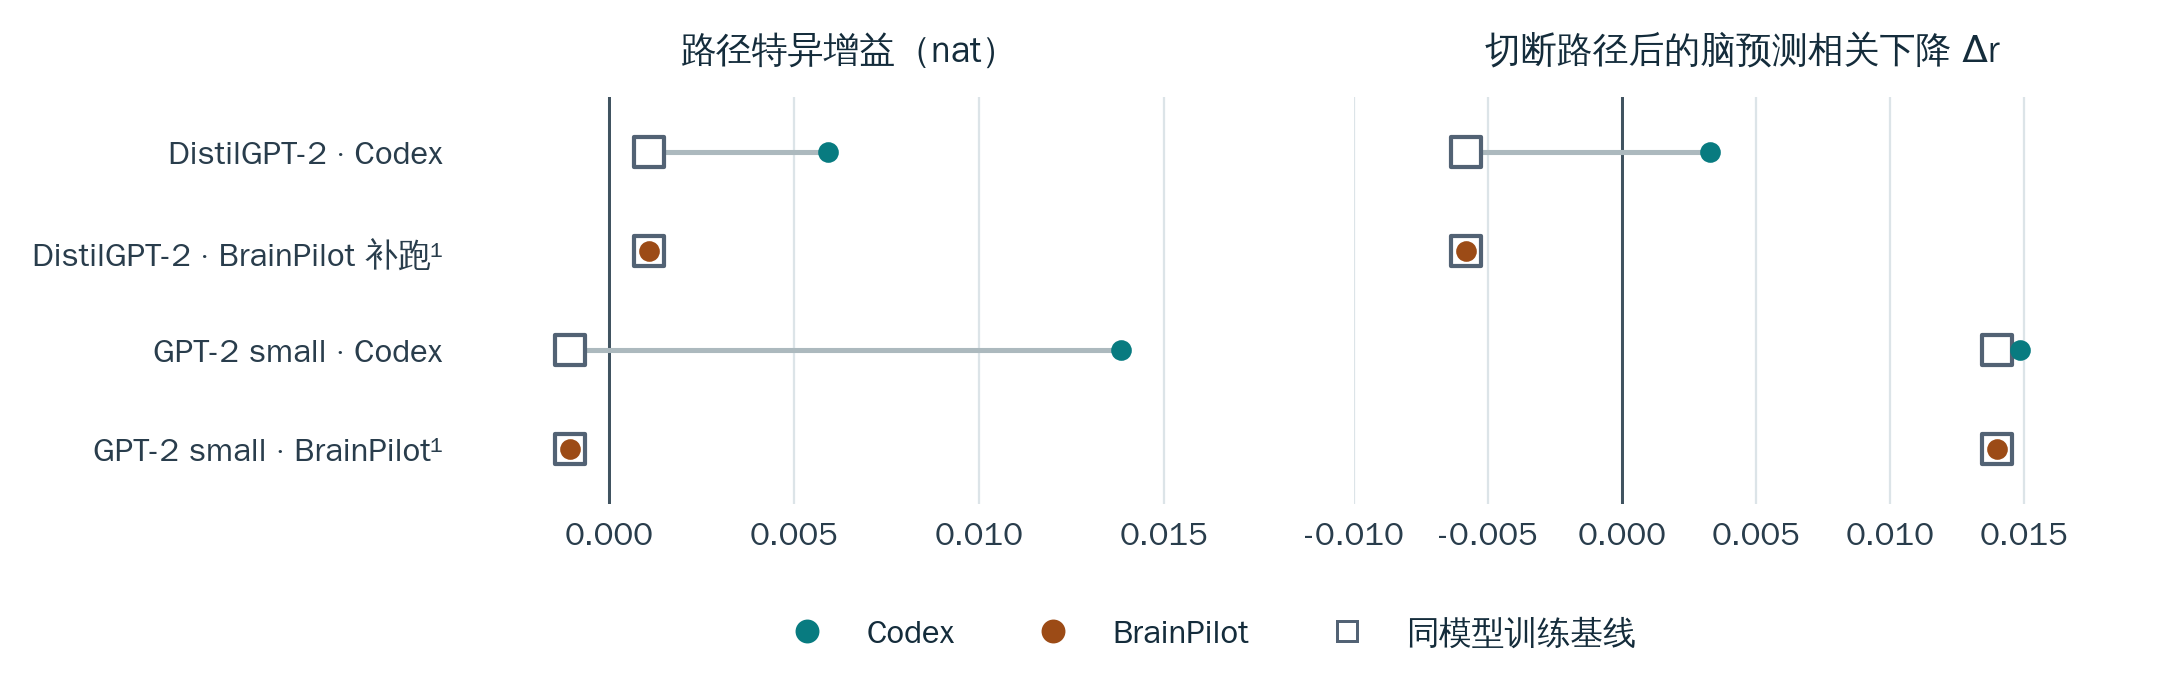 路径特异增益（nat）
切断路径后的脑预测相关下降 Δr
DistilGPT-2 · Codex
DistilGPT-2 · BrainPilot 补跑¹
GPT-2 small · Codex
GPT-2 small · BrainPilot¹
0.000 0.005 0.010 0.015
-0.010 -0.005 0.000 0.005 0.010 0.015
Codex BrainPilot 同模型训练基线